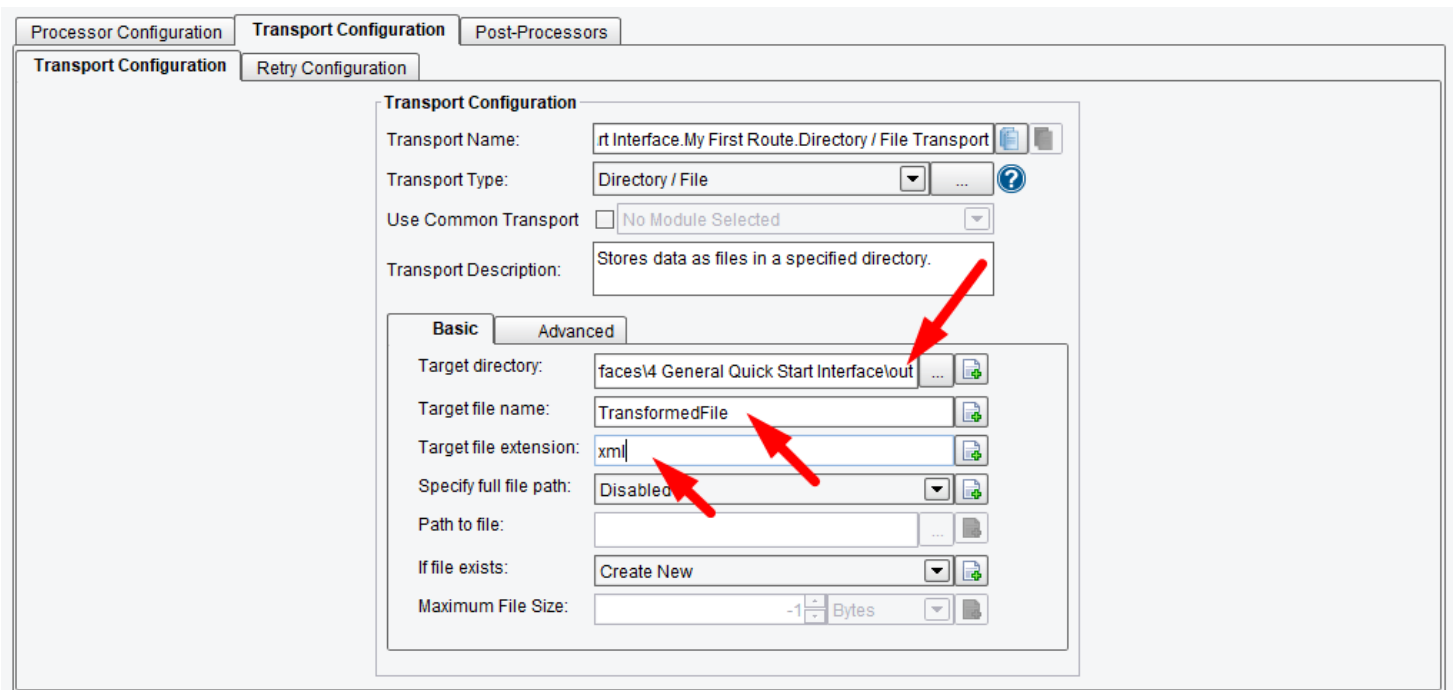 Processor Configuration Transport Configuration Post-Processors
Transport Configuration Retry Configuration
Transport Configuration
Transport Name: rt Interface.My First Route.Directory / File Transport
Transport Type: Directory / File ... ?
Use Common Transport No Module Selected
Transport Description: Stores data as files in a specified directory.
Basic Advanced
Target directory: faces\4 General Quick Start Interface\out ...
Target file name: TransformedFile
Target file extension: xml
Specify full file path: Disabled
Path to file: ...
If file exists: Create New
Maximum File Size: -1 Bytes